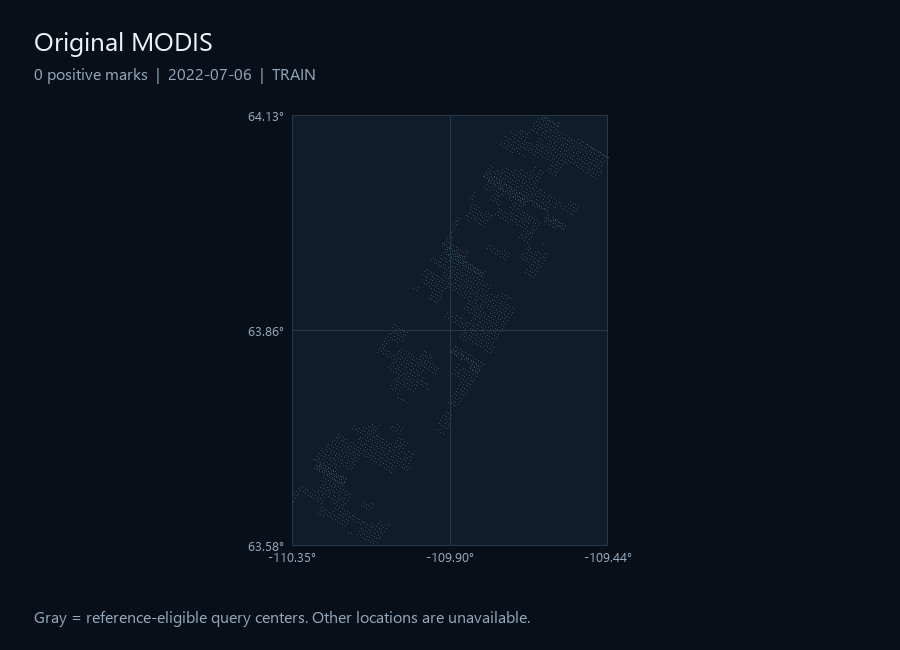 Original MODIS
0 positive marks | 2022-07-06 | TRAIN
64.13°
63.86°
63.58°
-110.35°
-109.90°
-109.44°
Gray = reference-eligible query centers. Other locations are unavailable.